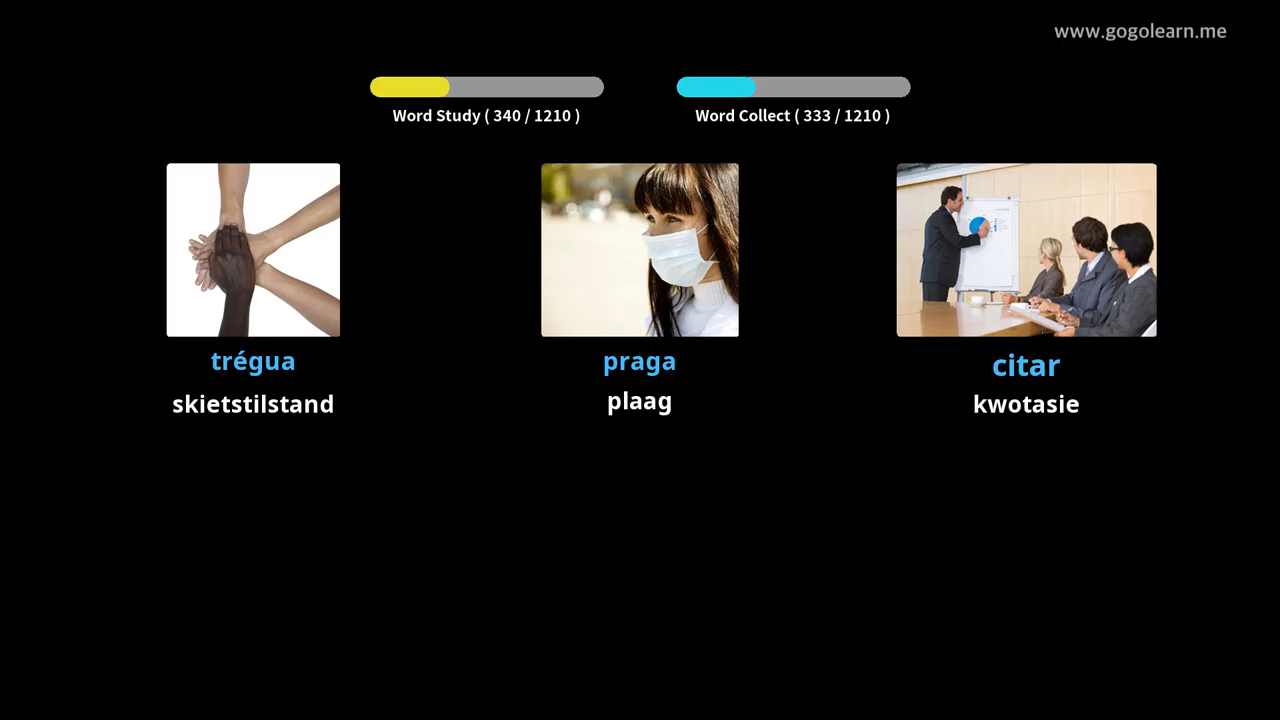 www.gogolearn.me
Word Study ( 340 / 1210 )
Word Collect ( 333 / 1210 )
trégua
skietstilstand
praga
plaag
citar
kwotasie